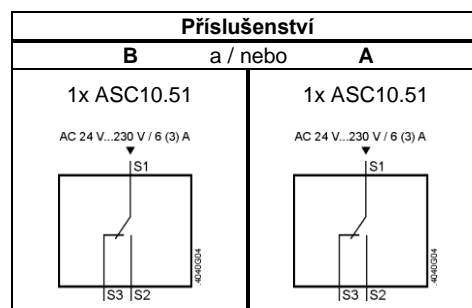 Příslušenství
B a / nebo A
1x ASC10.51 1x ASC10.51
AC 24 V...230 V / 6 (3) A AC 24 V...230 V / 6 (3) A
S1 S1
4040G04 4040G04
S3 S2 S3 S2